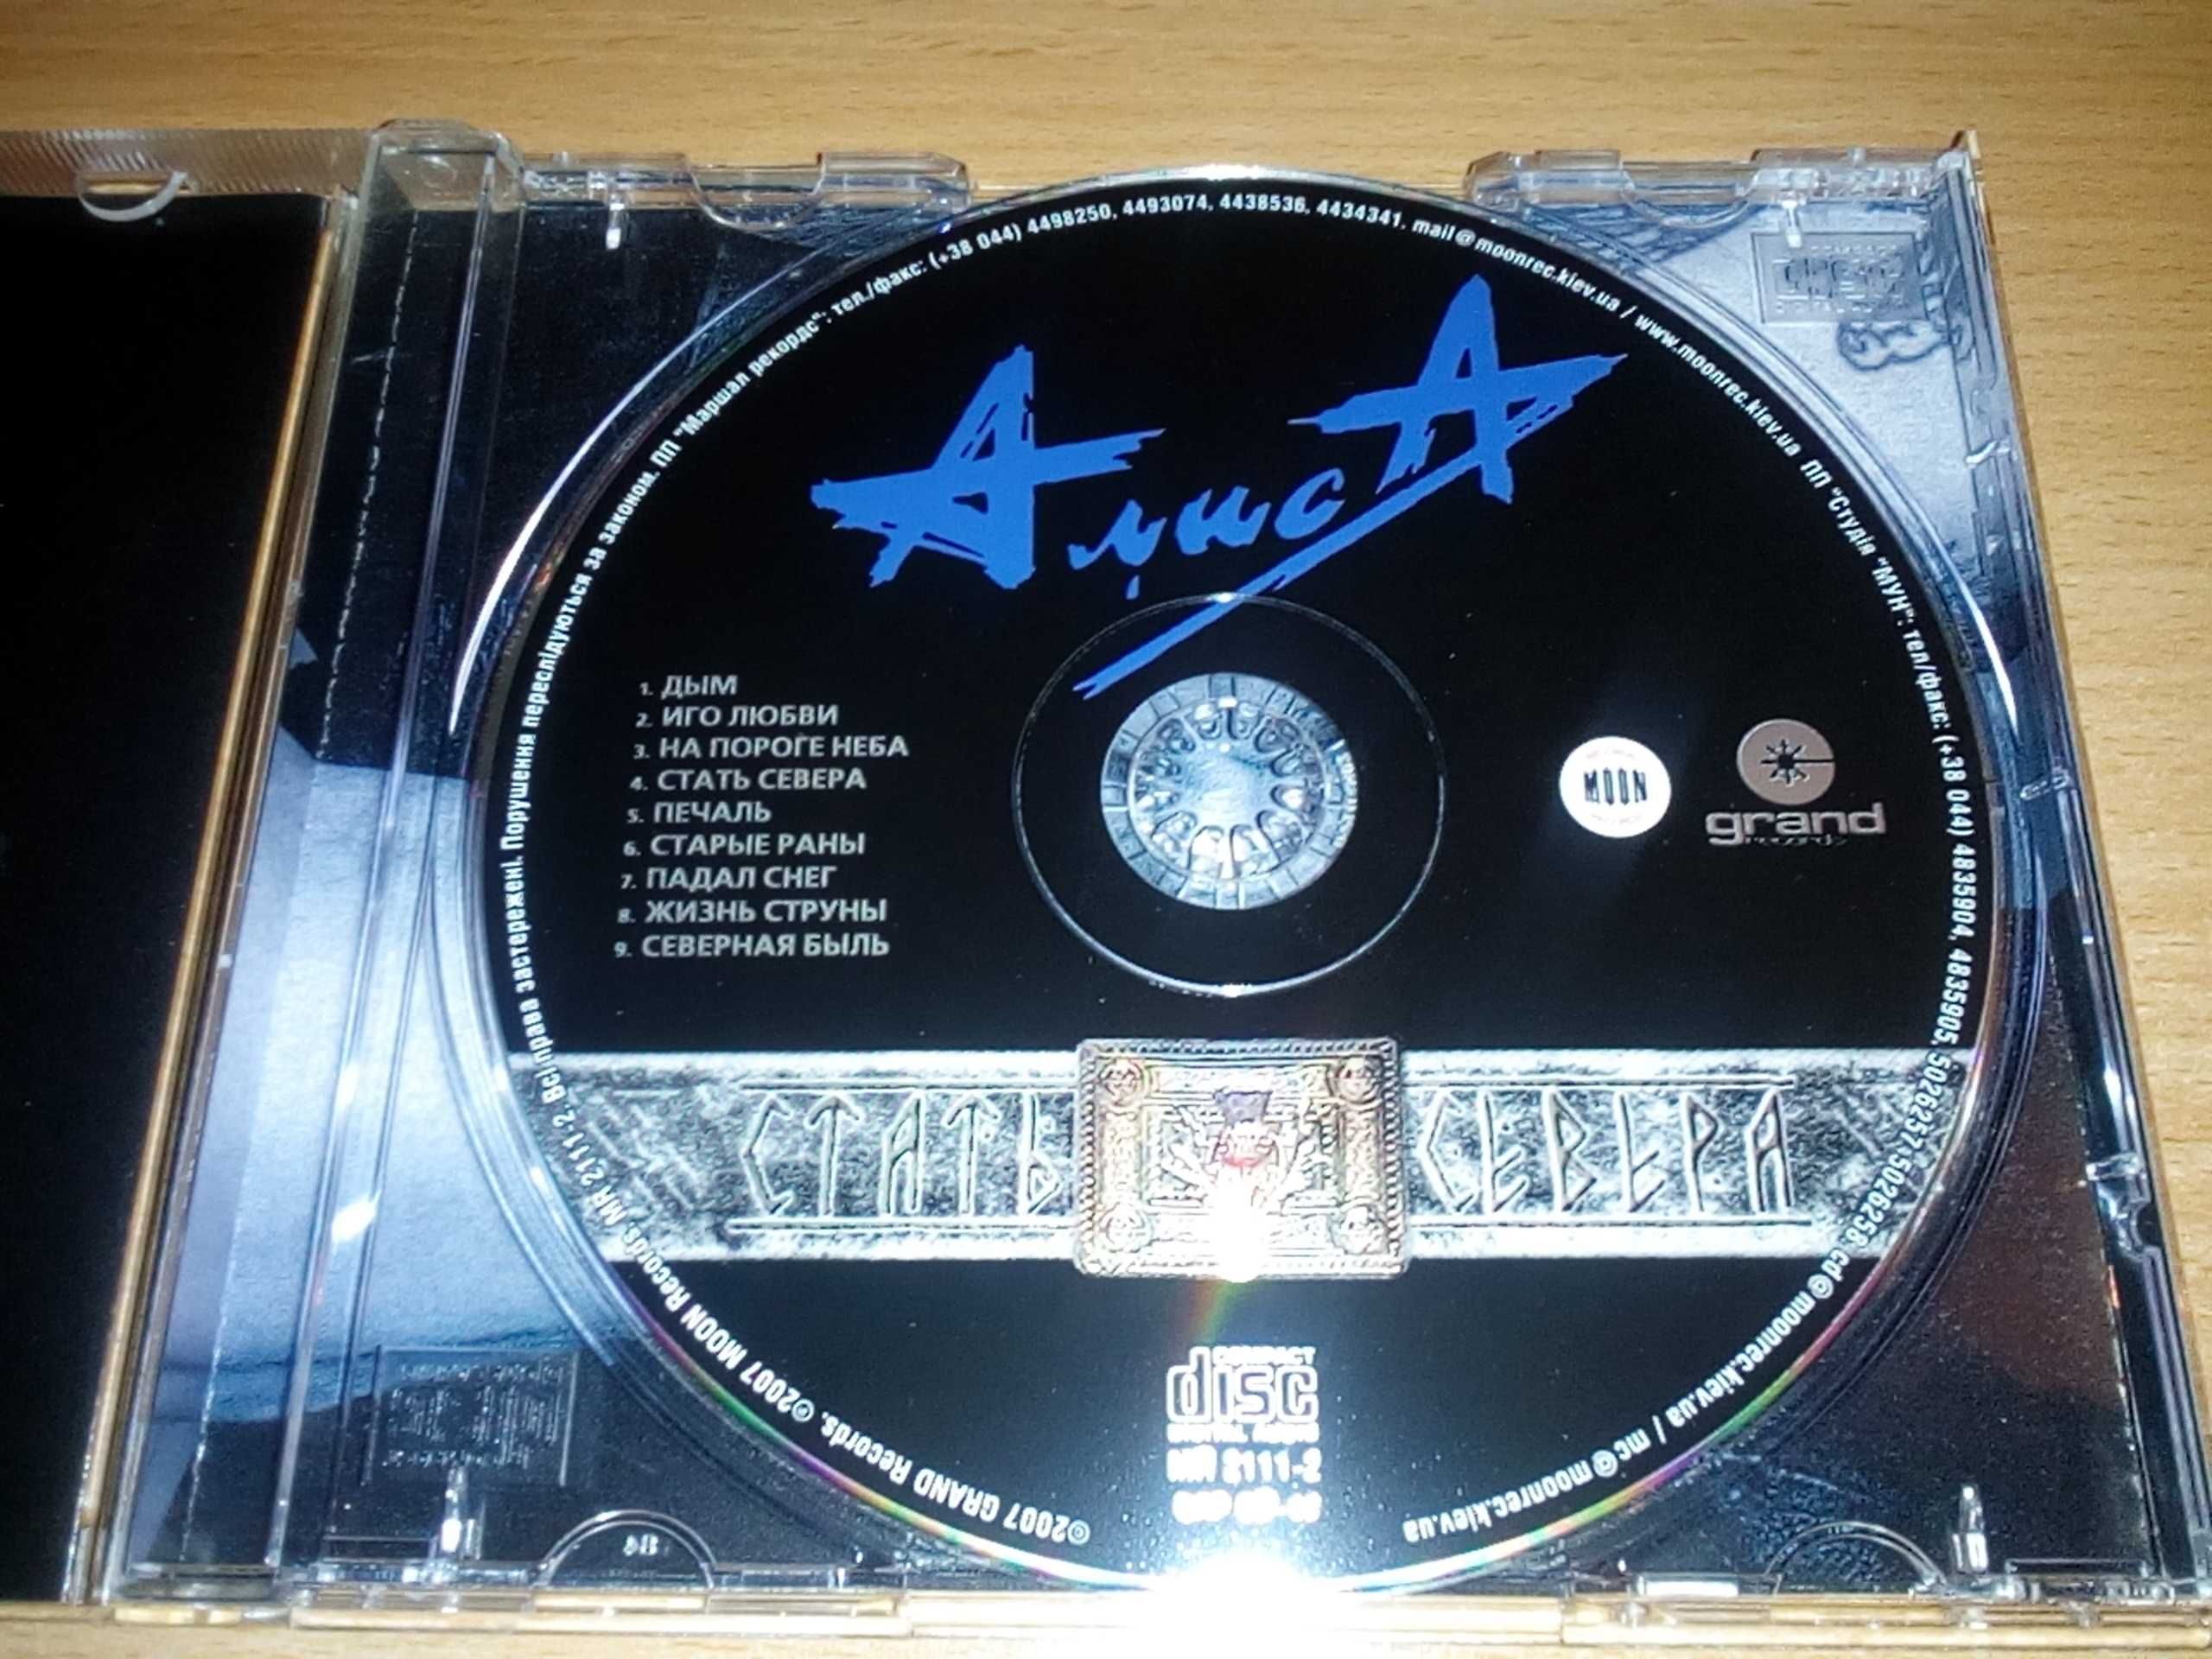 АлисА
1. ДЫМ
2. ИГО ЛЮБВИ
3. НА ПОРОГЕ НЕБА
4. СТАТЬ СЕВЕРА
5. ПЕЧАЛЬ
6. СТАРЫЕ РАНЫ
7. ПАДАЛ СНЕГ
8. ЖИЗНЬ СТРУНЫ
9. СЕВЕРНАЯ БЫЛЬ
MOON
grand
records
СТАТЬ СЕВЕРА
COMPACT
disc
DIGITAL AUDIO
MR 2111-2
©2007 GRAND Records. ©2007 MOON Records. MR 2111-2 Всі права застережені. Порушення переслідуються за законом. ПП "Маршал рекордс": тел./факс: (+38 044) 4498250, 4493074, 4438536, 4434341. mail@moonrec.kiev.ua / www.moonrec.kiev.ua ПП "Студія "МУН": тел/факс: (+38 044) 4835904, 4835905, 5026257, 5026258. cd@moonrec.kiev.ua / mc@moonrec.kiev.ua